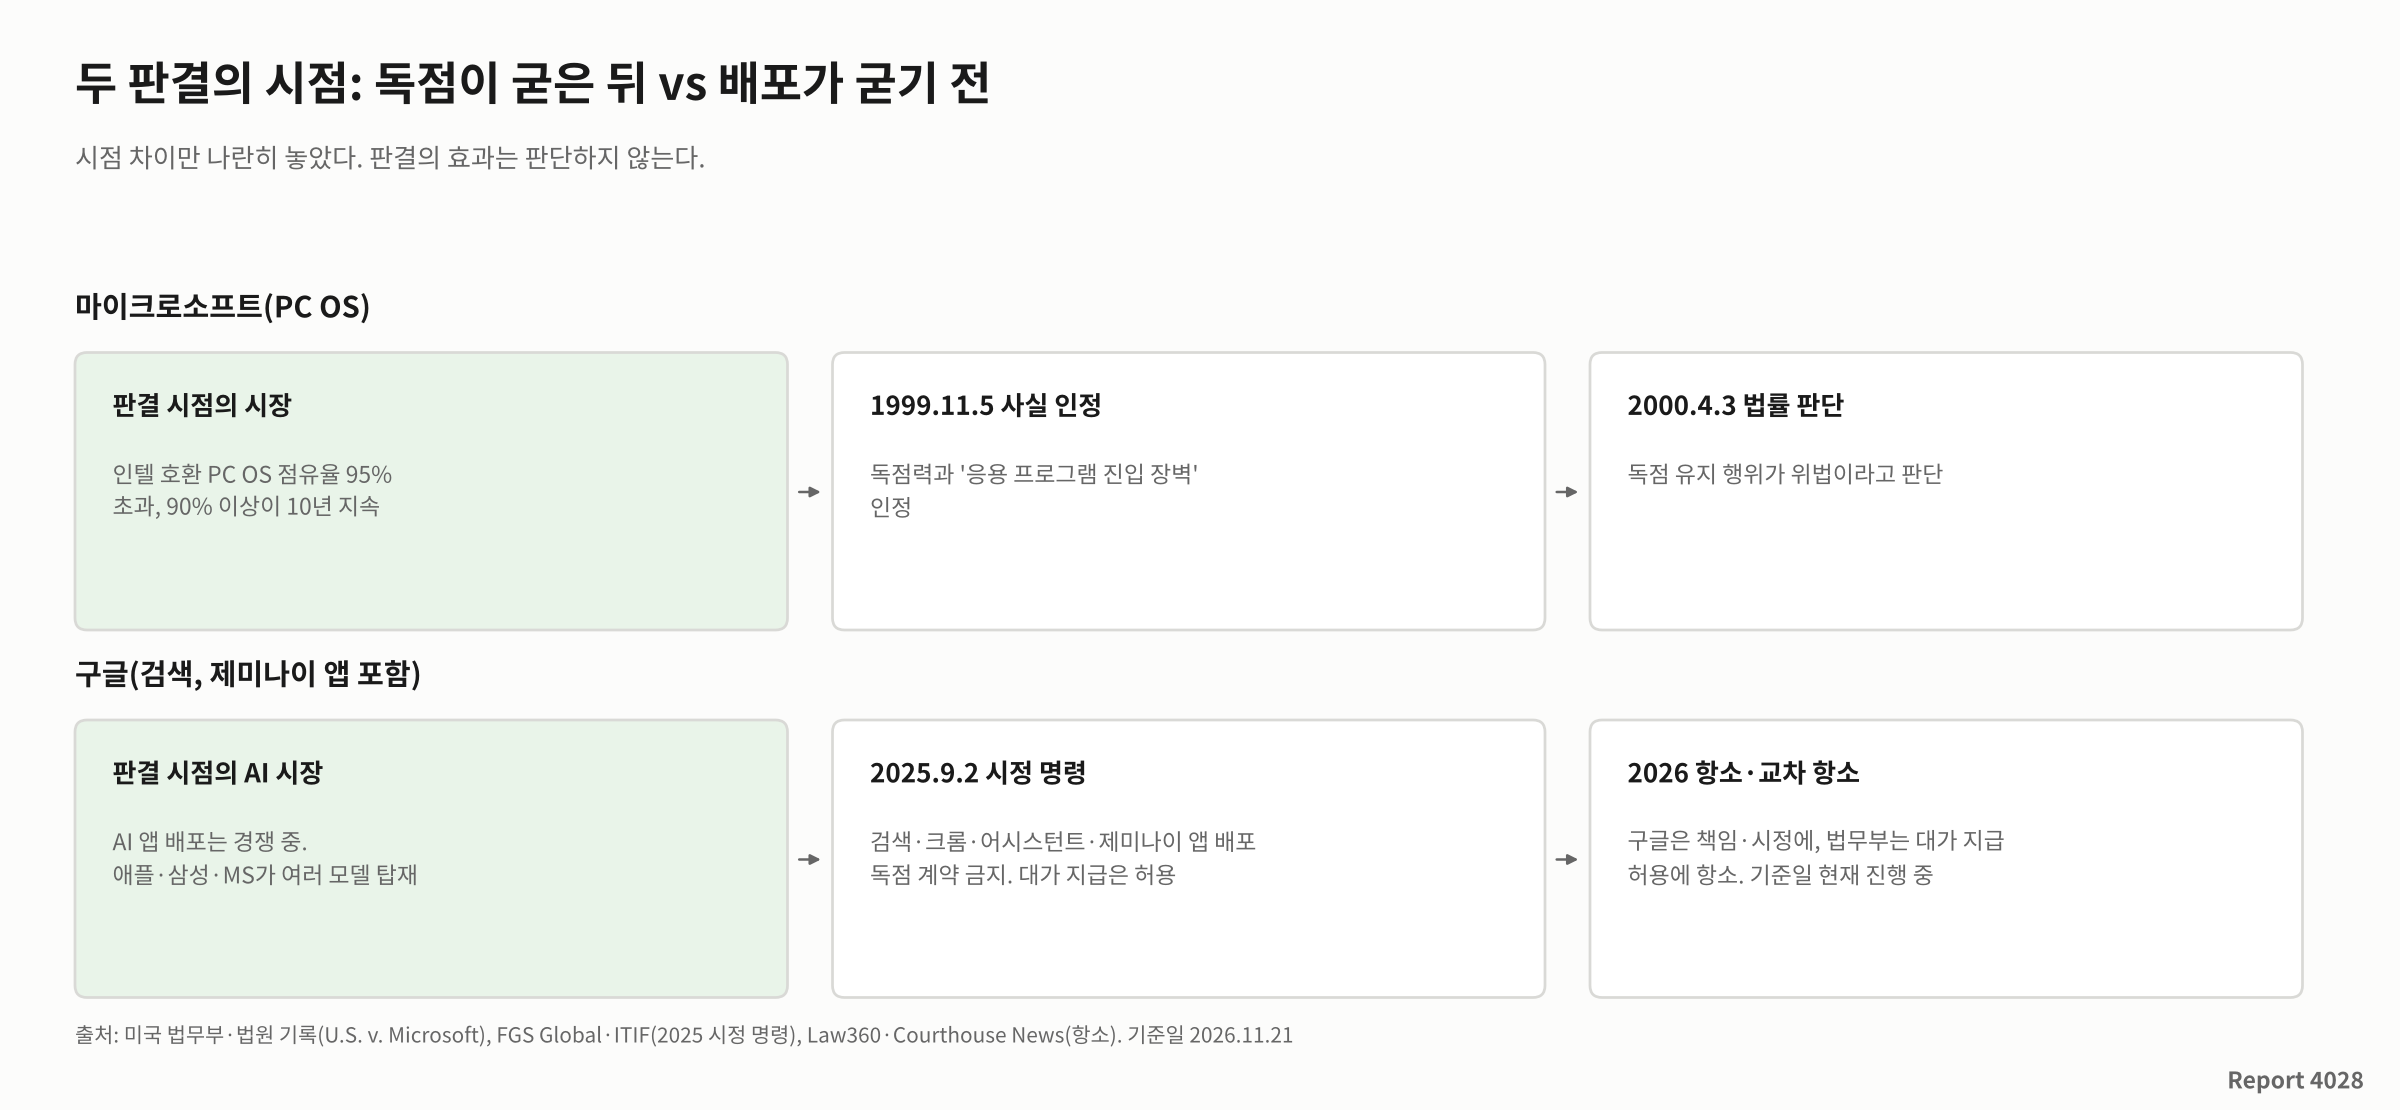 두 판결의 시점: 독점이 굳은 뒤 vs 배포가 굳기 전
시점 차이만 나란히 놓았다. 판결의 효과는 판단하지 않는다.
마이크로소프트(PC OS)
판결 시점의 시장
인텔 호환 PC OS 점유율 95%
초과, 90% 이상이 10년 지속
1999.11.5 사실 인정
독점력과 '응용 프로그램 진입 장벽'
인정
2000.4.3 법률 판단
독점 유지 행위가 위법이라고 판단
구글(검색, 제미나이 앱 포함)
판결 시점의 AI 시장
AI 앱 배포는 경쟁 중.
애플·삼성·MS가 여러 모델 탑재
2025.9.2 시정 명령
검색·크롬·어시스턴트·제미나이 앱 배포
독점 계약 금지. 대가 지급은 허용
2026 항소·교차 항소
구글은 책임·시정에, 법무부는 대가 지급
허용에 항소. 기준일 현재 진행 중
출처: 미국 법무부·법원 기록(U.S. v. Microsoft), FGS Global·ITIF(2025 시정 명령), Law360·Courthouse News(항소). 기준일 2026.11.21
Report 4028